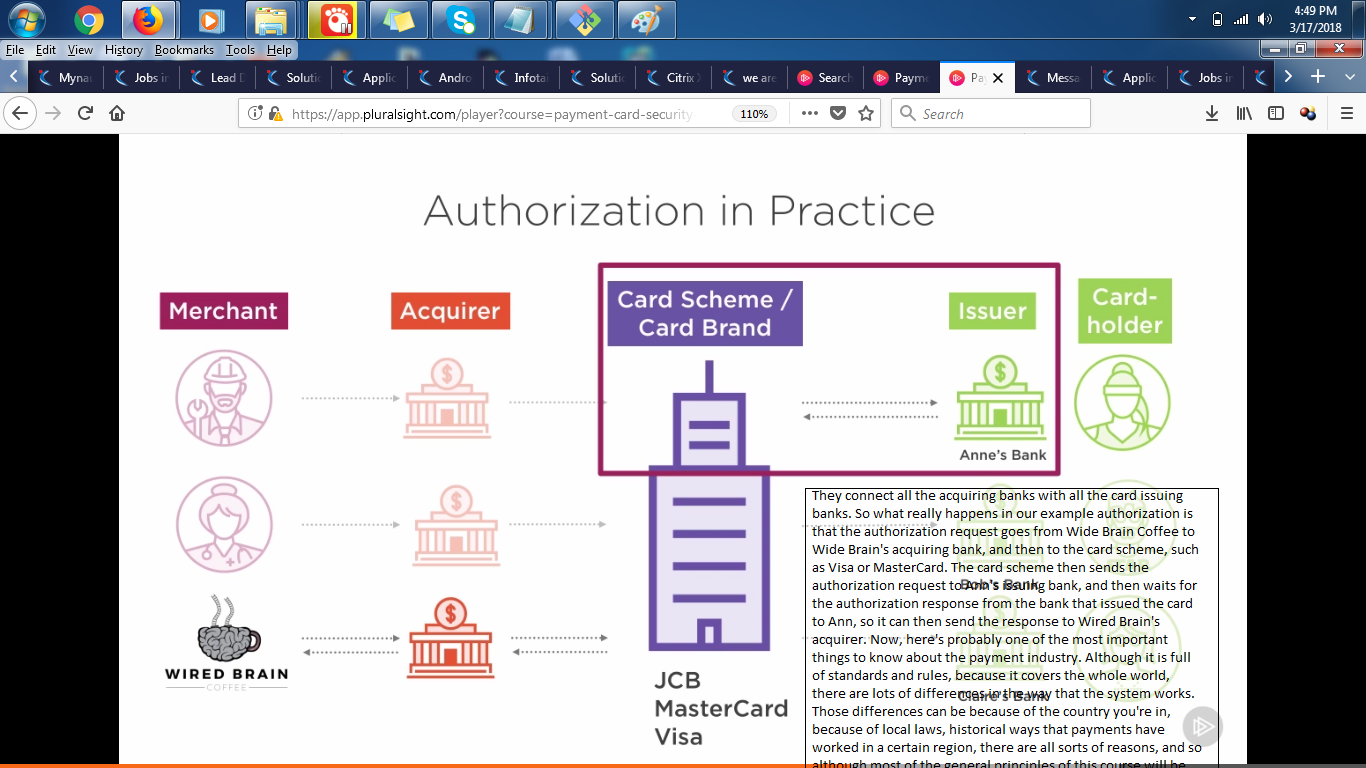 4:49 PM
3/17/2018
File Edit View History Bookmarks Tools Help
Myna
Jobs in
Lead D
Soluti
Applic
Andro
Infotai
Solutic
Citrix
we are
Search
Payme
Pay
Messa
Applic
Jobs in
https://app.pluralsight.com/player?course=payment-card-security
110%
Search
Authorization in Practice
Merchant
Acquirer
Card Scheme /
Card Brand
Issuer
Card-
holder
Anne's Bank
Bob's Bank
Claire's Bank
WIRED BRAIN
COFFEE
JCB
MasterCard
Visa
They connect all the acquiring banks with all the card issuing
banks. So what really happens in our example authorization is
that the authorization request goes from Wide Brain Coffee to
Wide Brain's acquiring bank, and then to the card scheme, such
as Visa or MasterCard. The card scheme then sends the
authorization request to Ann's issuing bank, and then waits for
the authorization response from the bank that issued the card
to Ann, so it can then send the response to Wired Brain's
acquirer. Now, here's probably one of the most important
things to know about the payment industry. Although it is full
of standards and rules, because it covers the whole world,
there are lots of differences in the way that the system works.
Those differences can be because of the country you're in,
because of local laws, historical ways that payments have
worked in a certain region, there are all sorts of reasons, and so
although most of the general principles of this course will be